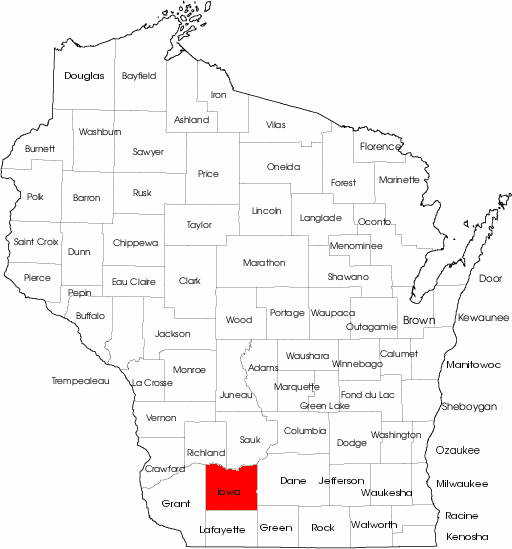 Douglas
Bayfield
Iron
Ashland
Vilas
Washburn
Burnett
Sawyer
Florence
Price
Oneida
Forest
Marinette
Polk
Barron
Rusk
Lincoln
Langlade
Oconto
Taylor
Saint Croix
Chippewa
Dunn
Menominee
Marathon
Pierce
Eau Claire
Clark
Shawano
Door
Pepin
Buffalo
Wood
Portage
Waupaca
Outagamie
Brown
Kewaunee
Jackson
Waushara
Calumet
Winnebago
Manitowoc
Trempealeau
La Crosse
Monroe
Adams
Marquette
Green Lake
Fond du Lac
Juneau
Sheboygan
Vernon
Columbia
Dodge
Washington
Sauk
Richland
Ozaukee
Crawford
Iowa
Dane
Jefferson
Waukesha
Milwaukee
Grant
Racine
Lafayette
Green
Rock
Walworth
Kenosha